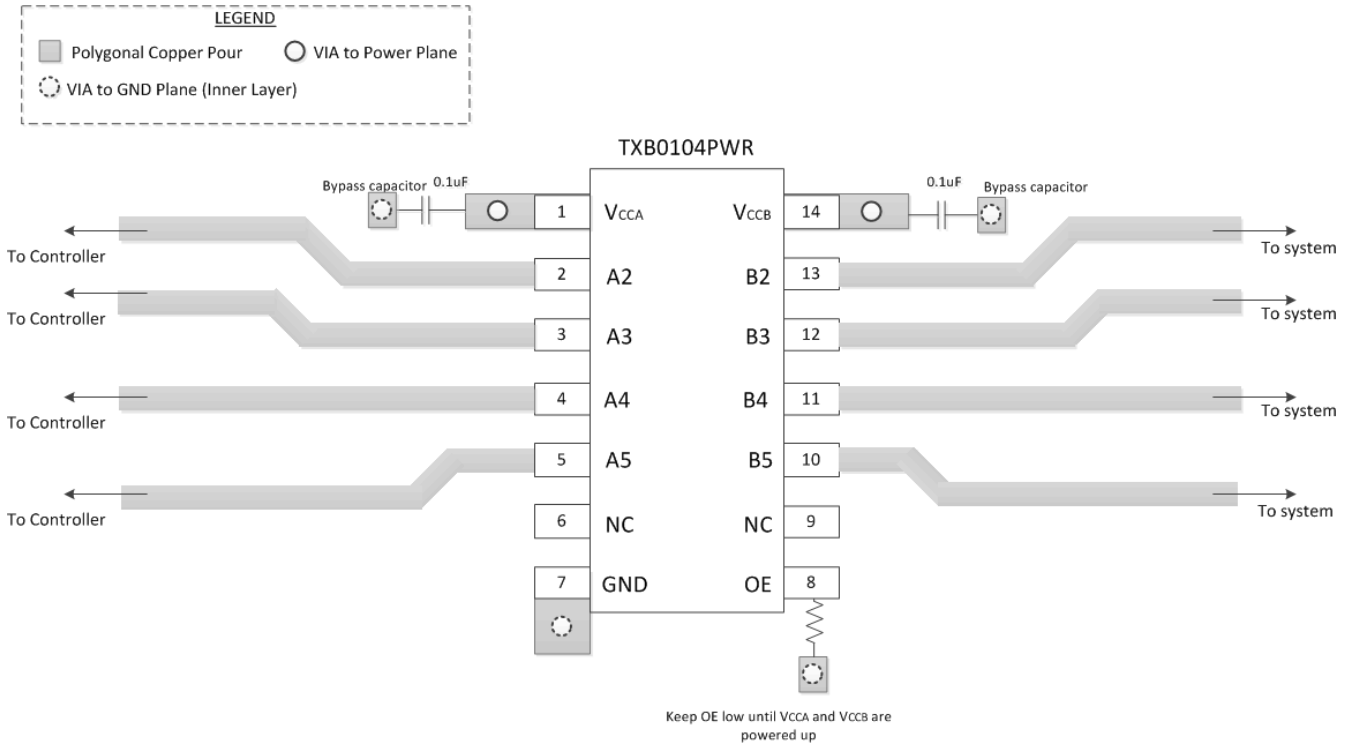 LEGEND
Polygonal Copper Pour
VIA to Power Plane
VIA to GND Plane (Inner Layer)
TXB0104PWR
Bypass capacitor
0.1uF
0.1uF
Bypass capacitor
1 VCCA
VCCB 14
To Controller
2 A2
B2 13
To system
To Controller
3 A3
B3 12
To system
To Controller
4 A4
B4 11
To system
5 A5
B5 10
To Controller
6 NC
NC 9
To system
7 GND
OE 8
Keep OE low until VCCA and VCCB are
powered up